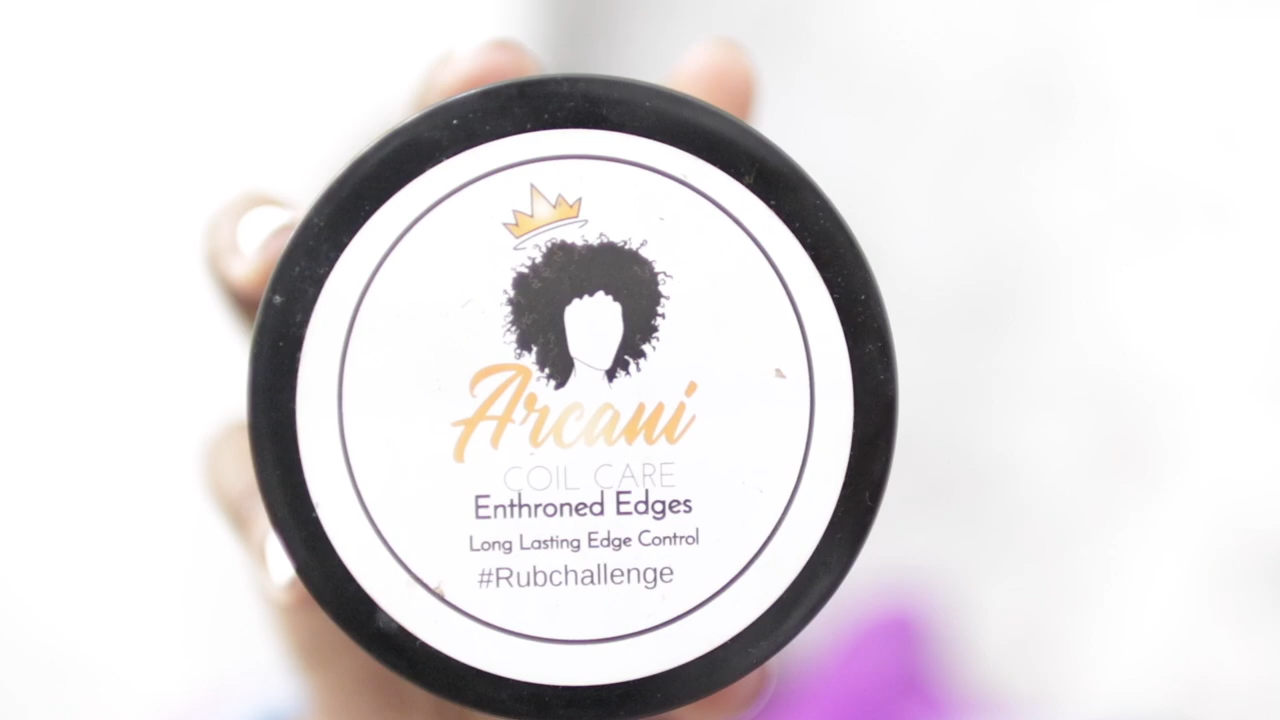 Arcani
COIL CARE
Enthroned Edges
Long Lasting Edge Control
#Rubchallenge